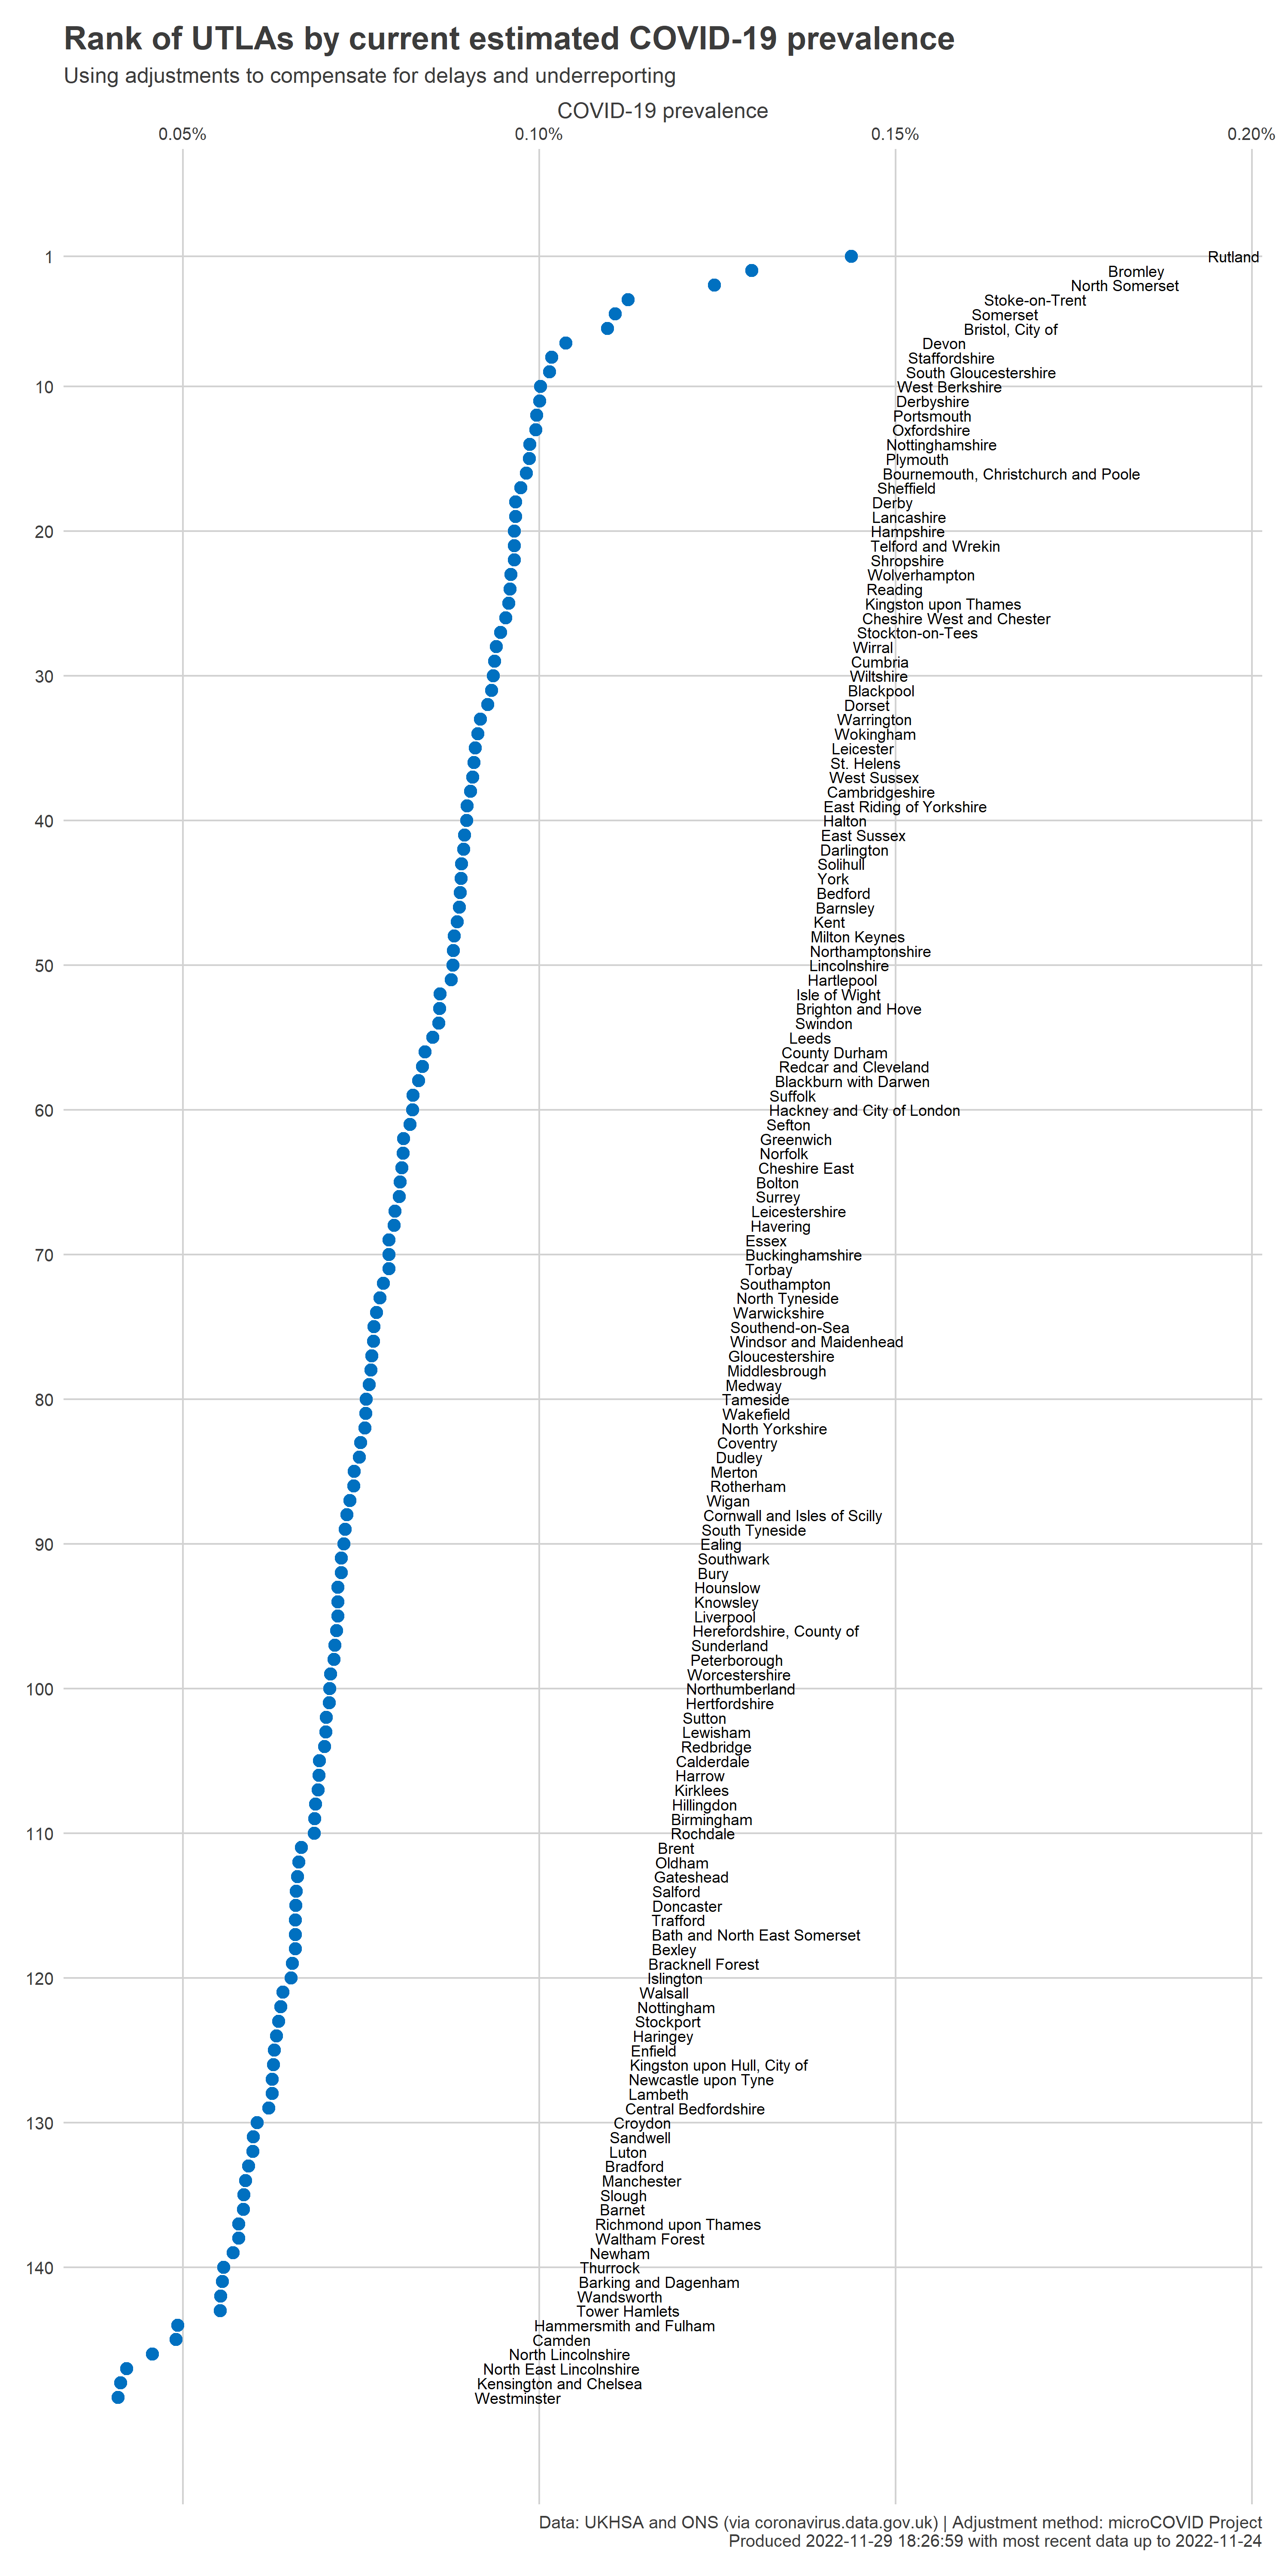 Rank of UTLAs by current estimated COVID-19 prevalence
Using adjustments to compensate for delays and underreporting
COVID-19 prevalence
0.05% 0.10% 0.15% 0.20%
1 Rutland
Bromley
North Somerset
Stoke-on-Trent
Somerset
Bristol, City of
Devon
Staffordshire
South Gloucestershire
10 West Berkshire
Derbyshire
Portsmouth
Oxfordshire
Nottinghamshire
Plymouth
Bournemouth, Christchurch and Poole
Sheffield
Derby
Lancashire
20 Hampshire
Telford and Wrekin
Shropshire
Wolverhampton
Reading
Kingston upon Thames
Cheshire West and Chester
Stockton-on-Tees
Wirral
Cumbria
30 Wiltshire
Blackpool
Dorset
Warrington
Wokingham
Leicester
St. Helens
West Sussex
Cambridgeshire
East Riding of Yorkshire
40 Halton
East Sussex
Darlington
Solihull
York
Bedford
Barnsley
Kent
Milton Keynes
Northamptonshire
50 Lincolnshire
Hartlepool
Isle of Wight
Brighton and Hove
Swindon
Leeds
County Durham
Redcar and Cleveland
Blackburn with Darwen
Suffolk
60 Hackney and City of London
Sefton
Greenwich
Norfolk
Cheshire East
Bolton
Surrey
Leicestershire
Havering
Essex
70 Buckinghamshire
Torbay
Southampton
North Tyneside
Warwickshire
Southend-on-Sea
Windsor and Maidenhead
Gloucestershire
Middlesbrough
Medway
80 Tameside
Wakefield
North Yorkshire
Coventry
Dudley
Merton
Rotherham
Wigan
Cornwall and Isles of Scilly
South Tyneside
90 Ealing
Southwark
Bury
Hounslow
Knowsley
Liverpool
Herefordshire, County of
Sunderland
Peterborough
Worcestershire
100 Northumberland
Hertfordshire
Sutton
Lewisham
Redbridge
Calderdale
Harrow
Kirklees
Hillingdon
Birmingham
110 Rochdale
Brent
Oldham
Gateshead
Salford
Doncaster
Trafford
Bath and North East Somerset
Bexley
Bracknell Forest
120 Islington
Walsall
Nottingham
Stockport
Haringey
Enfield
Kingston upon Hull, City of
Newcastle upon Tyne
Lambeth
Central Bedfordshire
130 Croydon
Sandwell
Luton
Bradford
Manchester
Slough
Barnet
Richmond upon Thames
Waltham Forest
Newham
140 Thurrock
Barking and Dagenham
Wandsworth
Tower Hamlets
Hammersmith and Fulham
Camden
North Lincolnshire
North East Lincolnshire
Kensington and Chelsea
Westminster
Data: UKHSA and ONS (via coronavirus.data.gov.uk) | Adjustment method: microCOVID Project
Produced 2022-11-29 18:26:59 with most recent data up to 2022-11-24